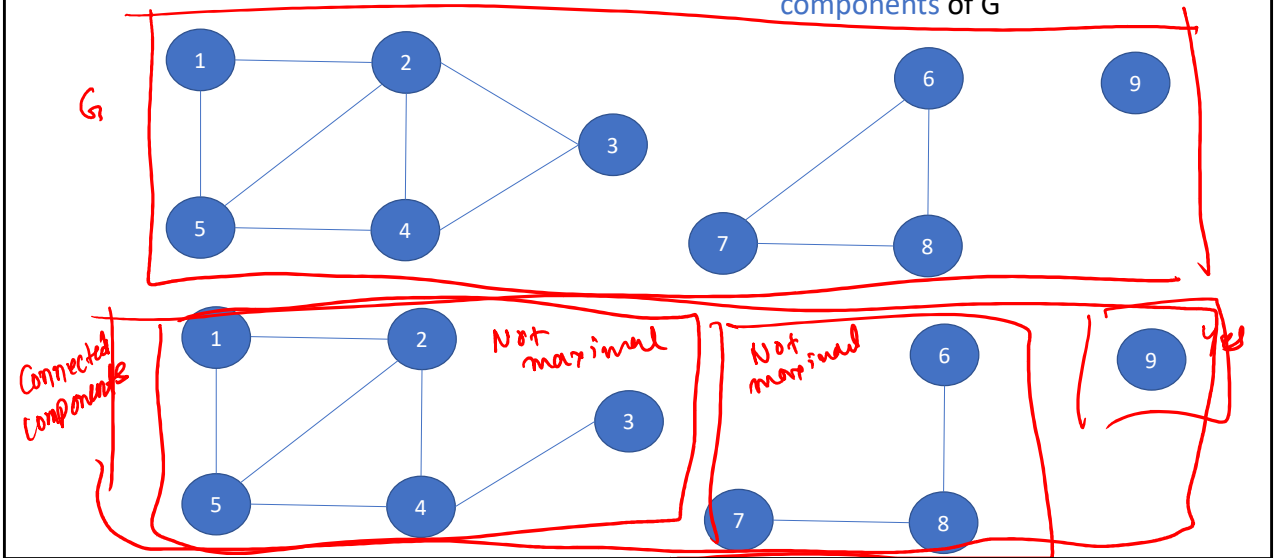 components of G
1
2
6
9
G
3
5
4
7
8
1
2
Not
maximal
Not
maximal
6
9
Yes
Connected
components
3
5
4
7
8